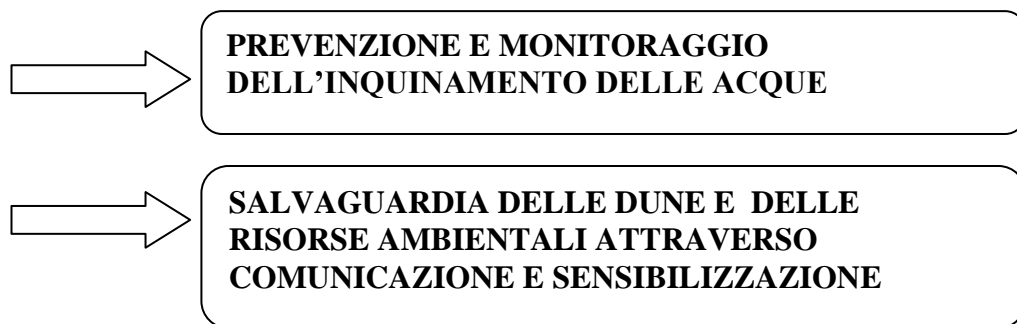 PREVENZIONE E MONITORAGGIO
DELL’INQUINAMENTO DELLE ACQUE
SALVAGUARDIA DELLE DUNE E  DELLE
RISORSE AMBIENTALI ATTRAVERSO
COMUNICAZIONE E SENSIBILIZZAZIONE